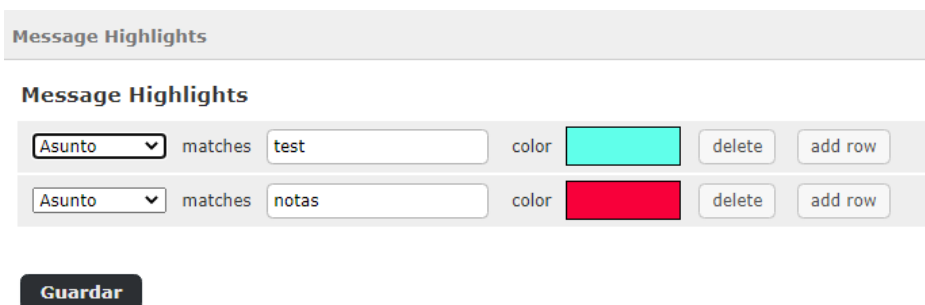 Message Highlights
Message Highlights
Asunto matches test color delete add row
Asunto matches notas color delete add row
Guardar